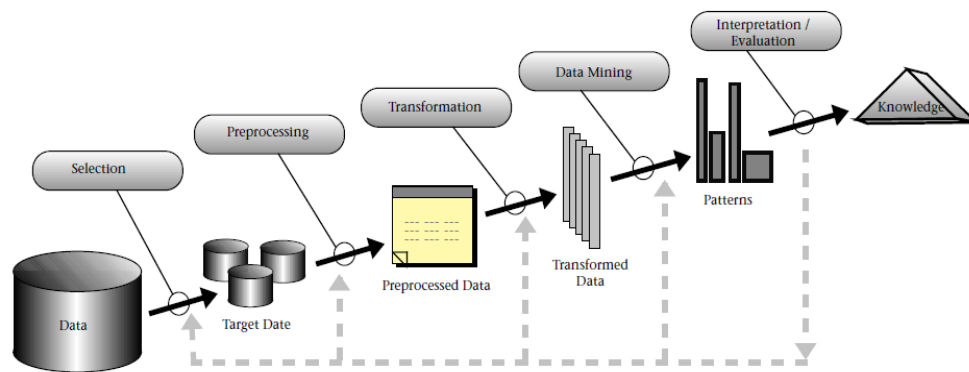 Interpretation /
Evaluation
Data Mining
Transformation
Preprocessing
Selection
Data
Target Date
Preprocessed Data
Transformed
Data
Patterns
Knowledge